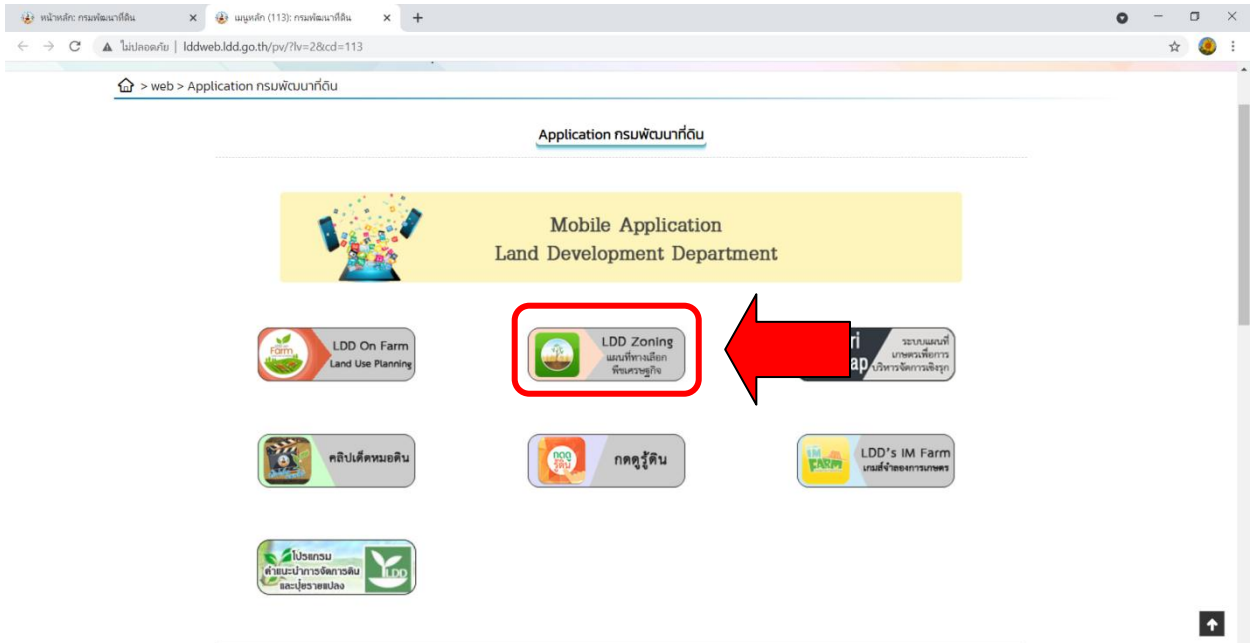 หน้าหลัก: กรมพัฒนาที่ดิน
เมนูหลัก (113): กรมพัฒนาที่ดิน
ไม่ปลอดภัย | lddweb.ldd.go.th/pv/?lv=2&cd=113
> web > Application กรมพัฒนาที่ดิน
Application กรมพัฒนาที่ดิน
Mobile Application
Land Development Department
LDD On Farm
Land Use Planning
Farm
LDD Zoning
แผนที่ทางเลือก
พืชเศรษฐกิจ
ระบบแผนที่
เกษตรเพื่อการ
บริหารจัดการเชิงรุก
คลิปเด็ดหมอดิน
กดดู
รู้ดิน
กดดูรู้ดิน
IM
FARM
LDD's IM Farm
เกมส์จำลองการเกษตร
โปรแกรม
คำแนะนำการจัดการดิน
และปุ๋ยรายแปลง
LDD